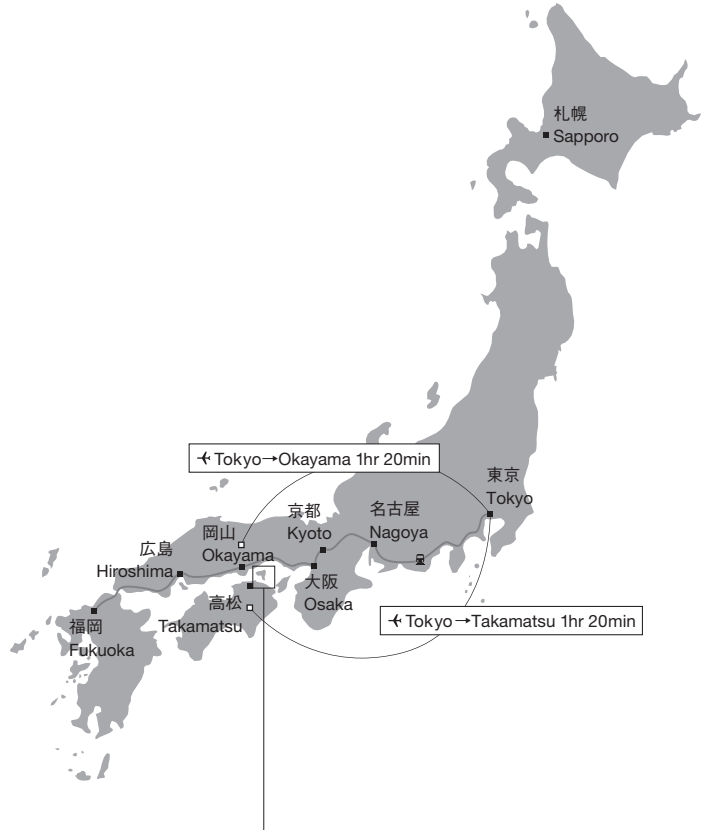 札幌
Sapporo
Tokyo→Okayama 1hr 20min
東京
Tokyo
京都
Kyoto
名古屋
Nagoya
岡山
Okayama
広島
Hiroshima
大阪
Osaka
高松
Takamatsu
Tokyo→Takamatsu 1hr 20min
福岡
Fukuoka